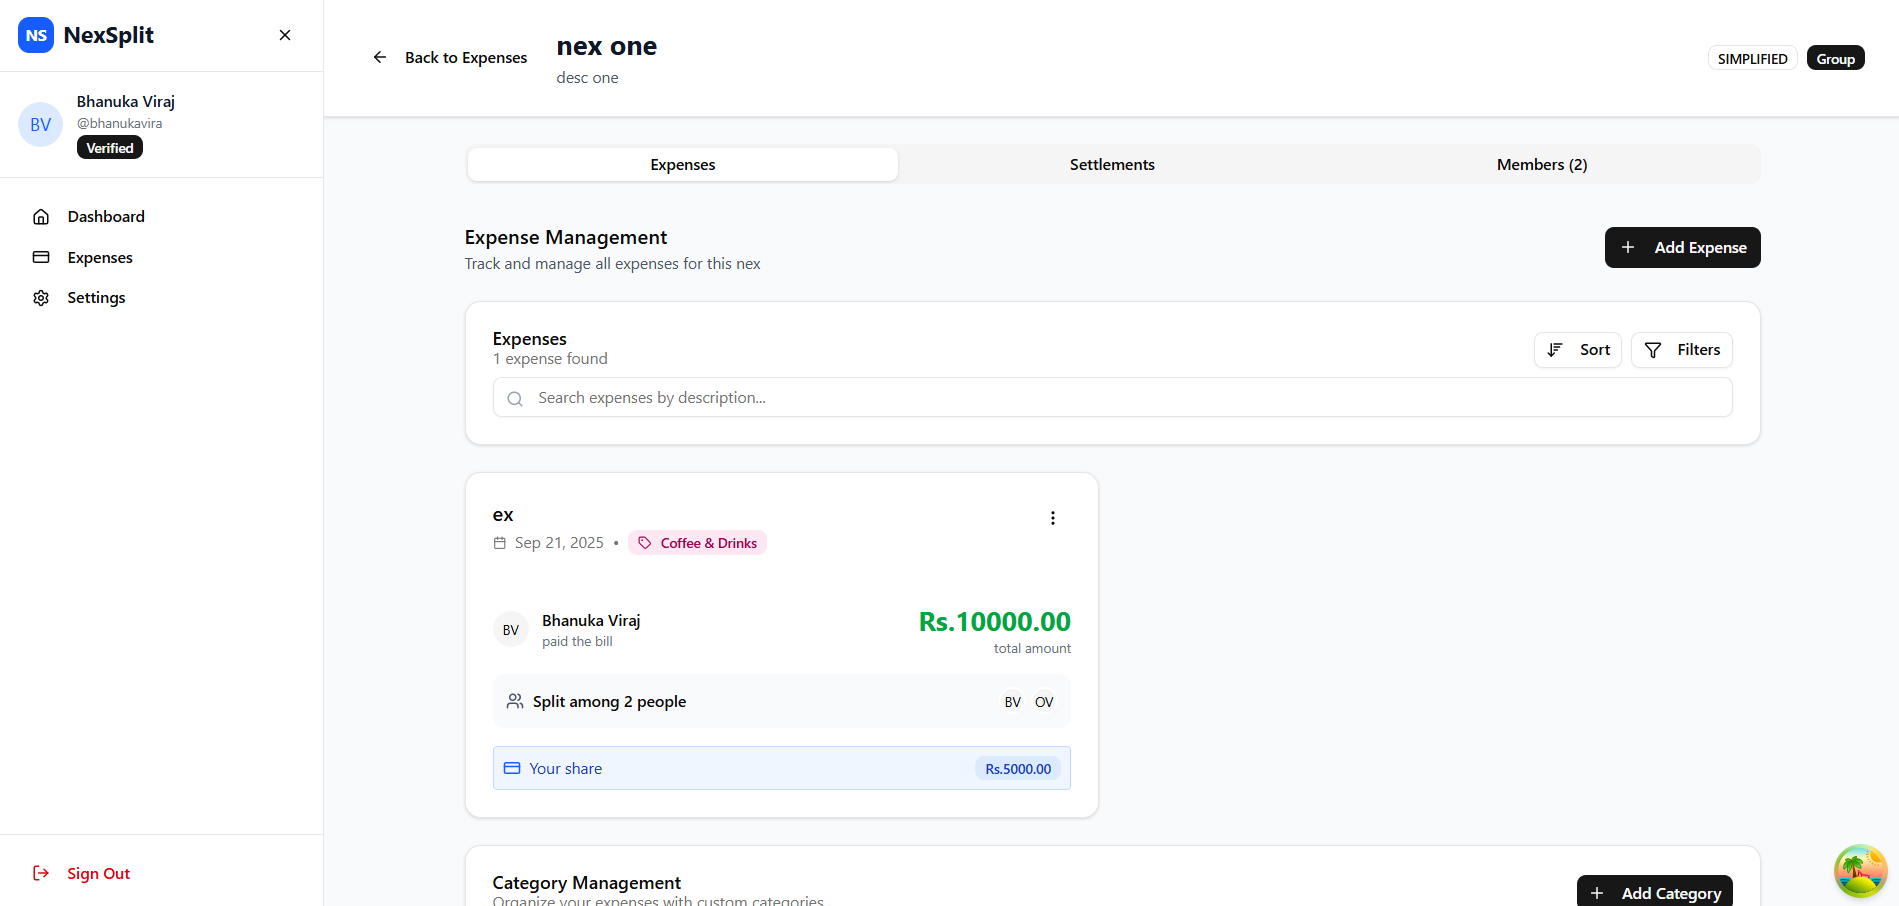 NS NexSplit
BV
Bhanuka Viraj
@bhanukavira
Verified
Dashboard
Expenses
Settings
Sign Out
Back to Expenses
nex one
desc one
SIMPLIFIED
Group
Expenses
Settlements
Members (2)
Expense Management
Track and manage all expenses for this nex
Add Expense
Expenses
1 expense found
Sort
Filters
Search expenses by description...
ex
Sep 21, 2025 • Coffee & Drinks
BV
Bhanuka Viraj
paid the bill
Rs.10000.00
total amount
Split among 2 people
BV OV
Your share
Rs.5000.00
Category Management
Organize your expenses with custom categories
Add Category